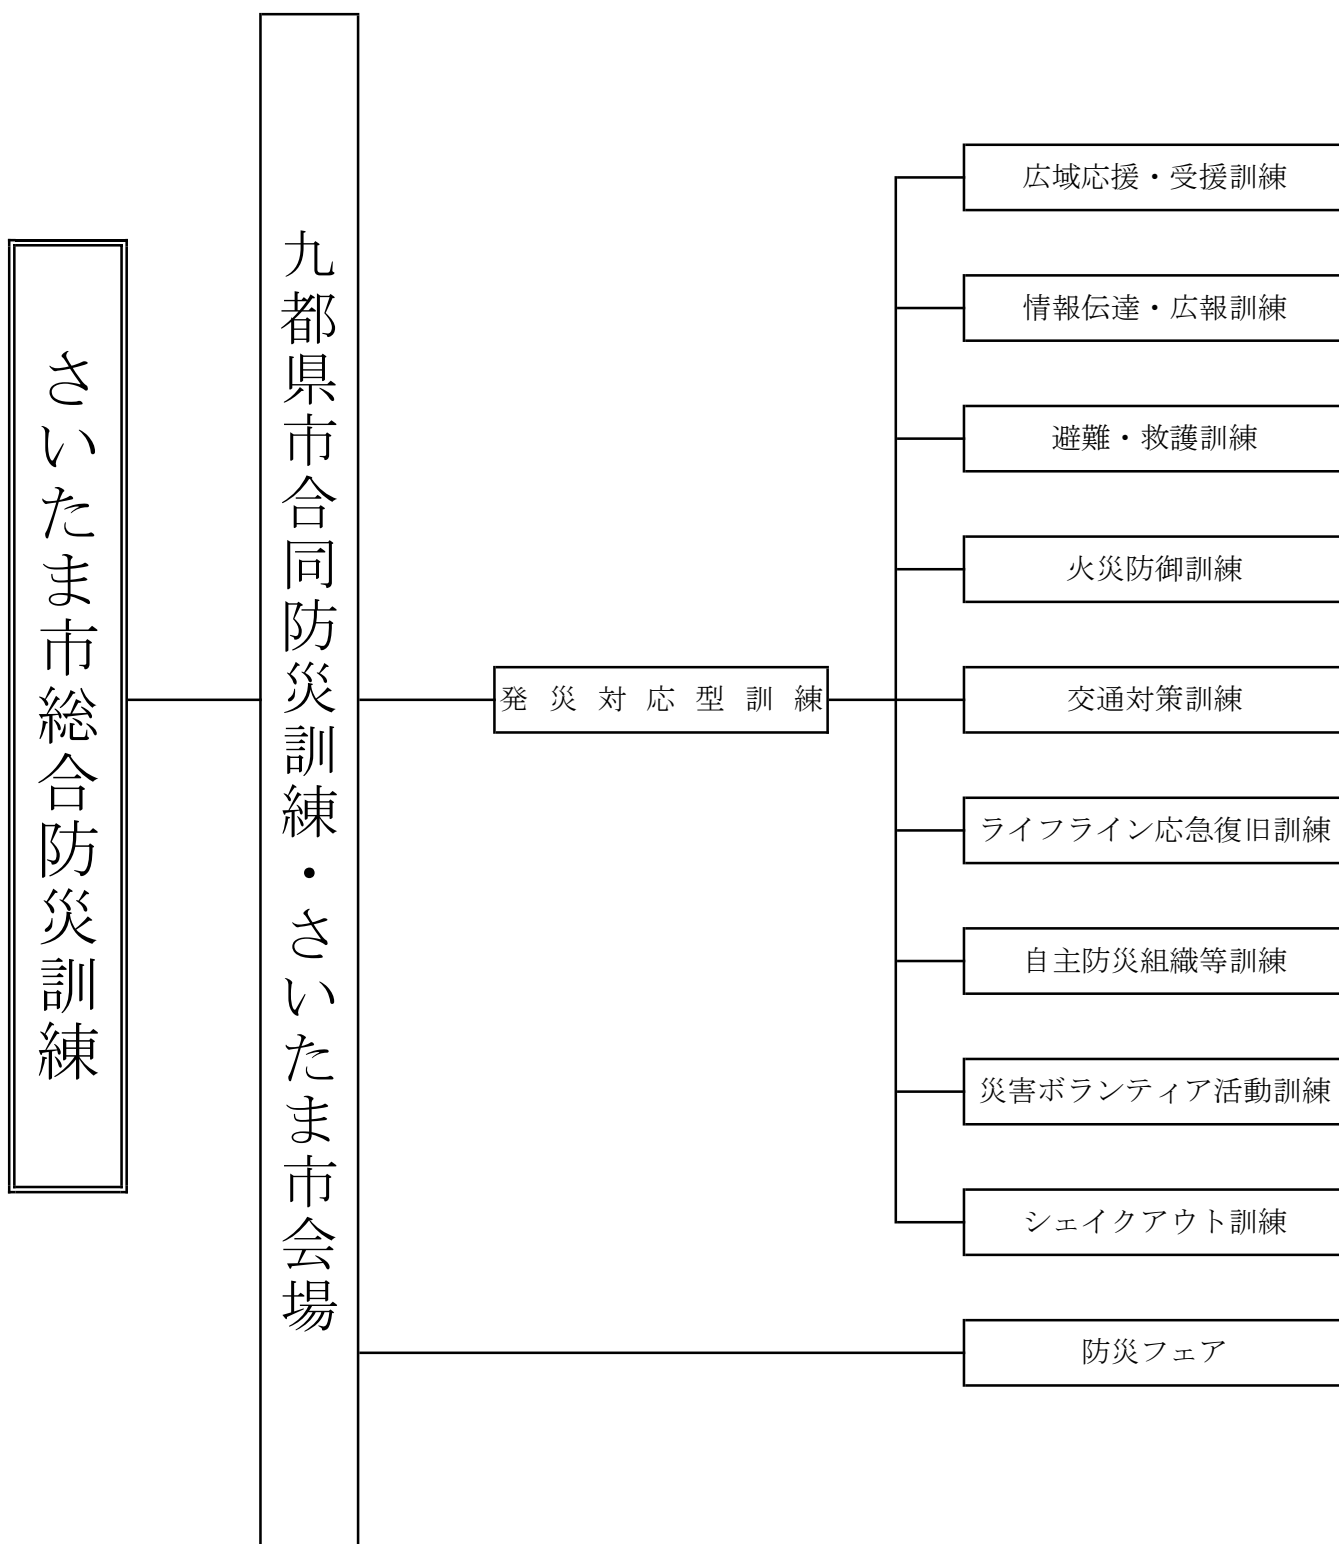 さいたま市総合防災訓練
九都県市合同防災訓練・さいたま市会場
発災対応型訓練
広域応援・受援訓練
情報伝達・広報訓練
避難・救護訓練
火災防御訓練
交通対策訓練
ライフライン応急復旧訓練
自主防災組織等訓練
災害ボランティア活動訓練
シェイクアウト訓練
防災フェア